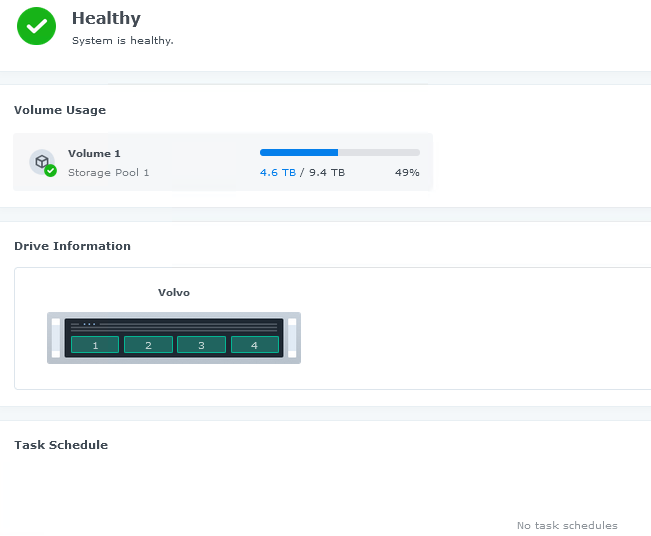 Healthy
System is healthy.
Volume Usage
Volume 1
Storage Pool 1
4.6 TB / 9.4 TB 49%
Drive Information
Volvo
1 2 3 4
Task Schedule
No task schedules